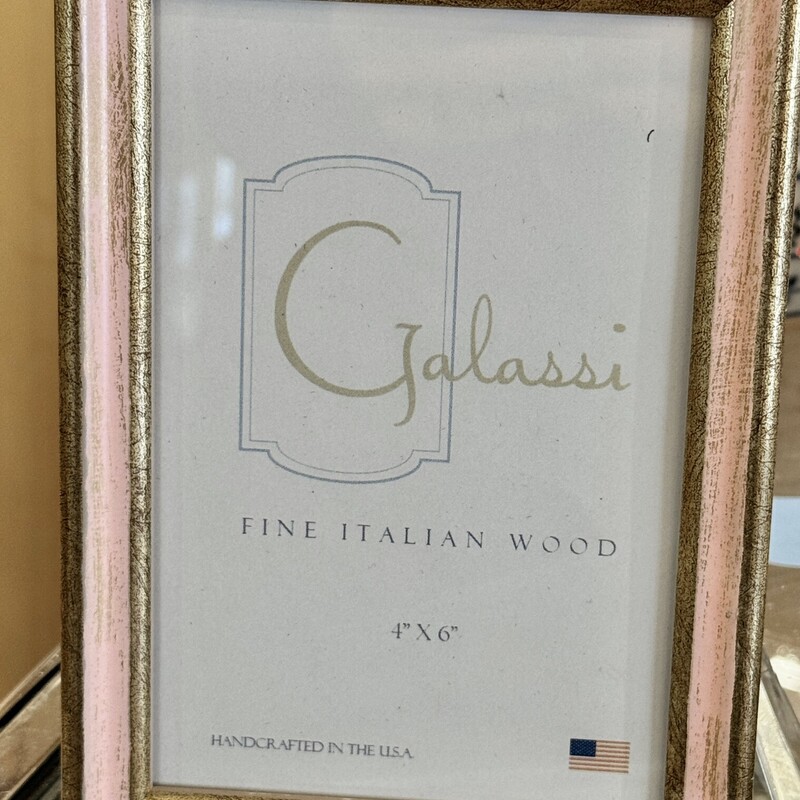 Galassi
FINE ITALIAN WOOD
4” X 6”
HANDCRAFTED IN THE U.S.A.